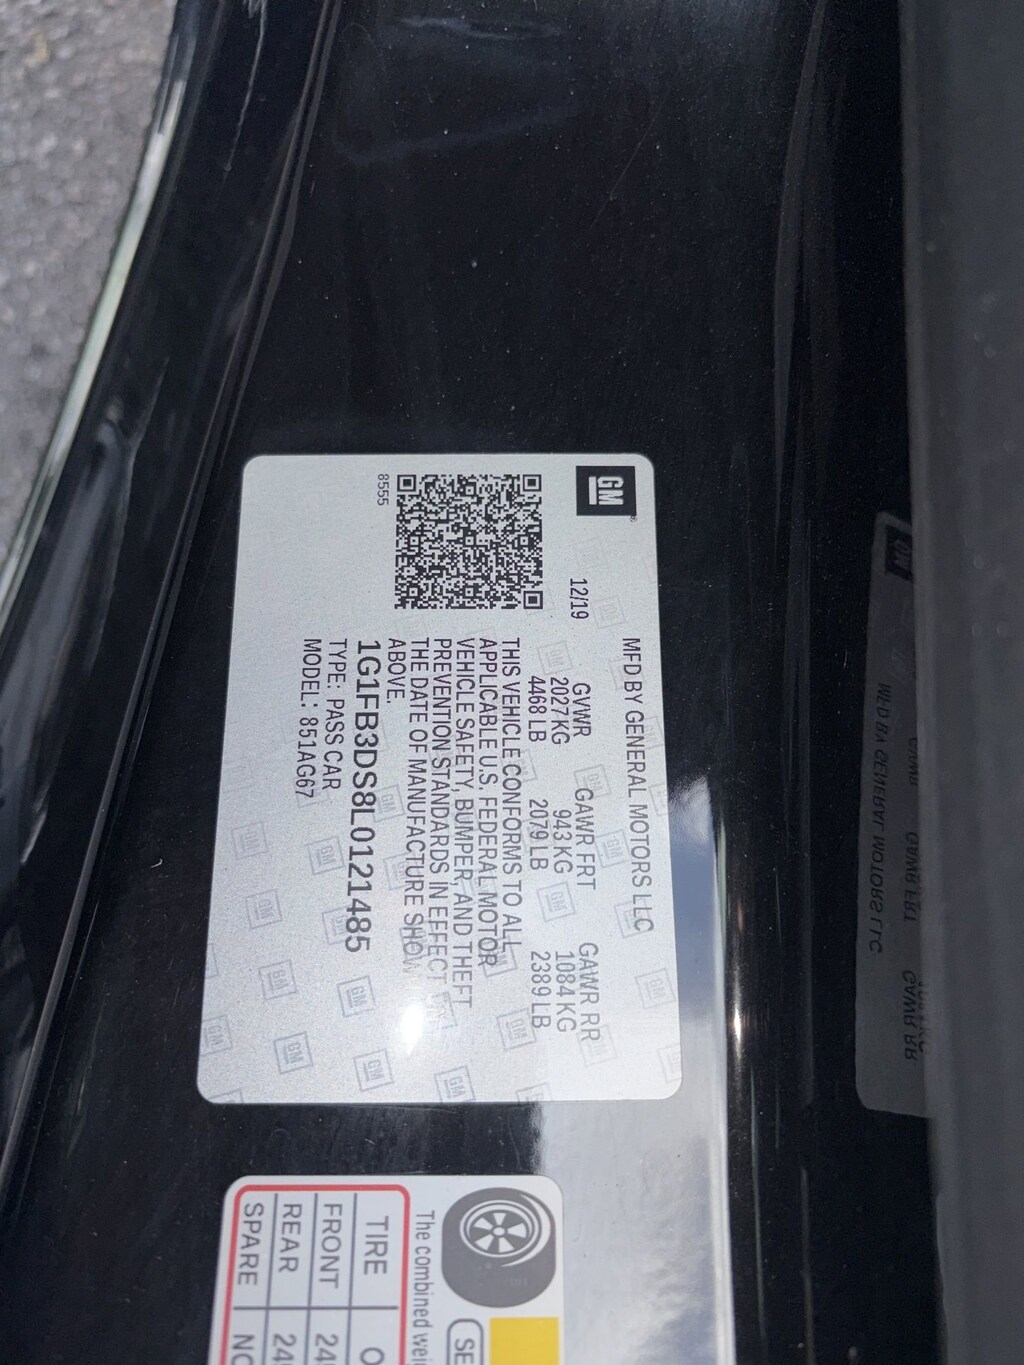 GM
MFD BY GENERAL MOTORS LLC
12/19
GVWR GAWR FRT GAWR RR
2027 KG 943 KG 1084 KG
4468 LB 2079 LB 2389 LB
THIS VEHICLE CONFORMS TO ALL
APPLICABLE U.S. FEDERAL MOTOR
VEHICLE SAFETY, BUMPER, AND THEFT
PREVENTION STANDARDS IN EFFECT
THE DATE OF MANUFACTURE SHOWN
ABOVE.
1G1FB3DS8L0121485
TYPE: PASS CAR
MODEL: 851AG67
8555
The combined
TIRE
FRONT
REAR
SPARE